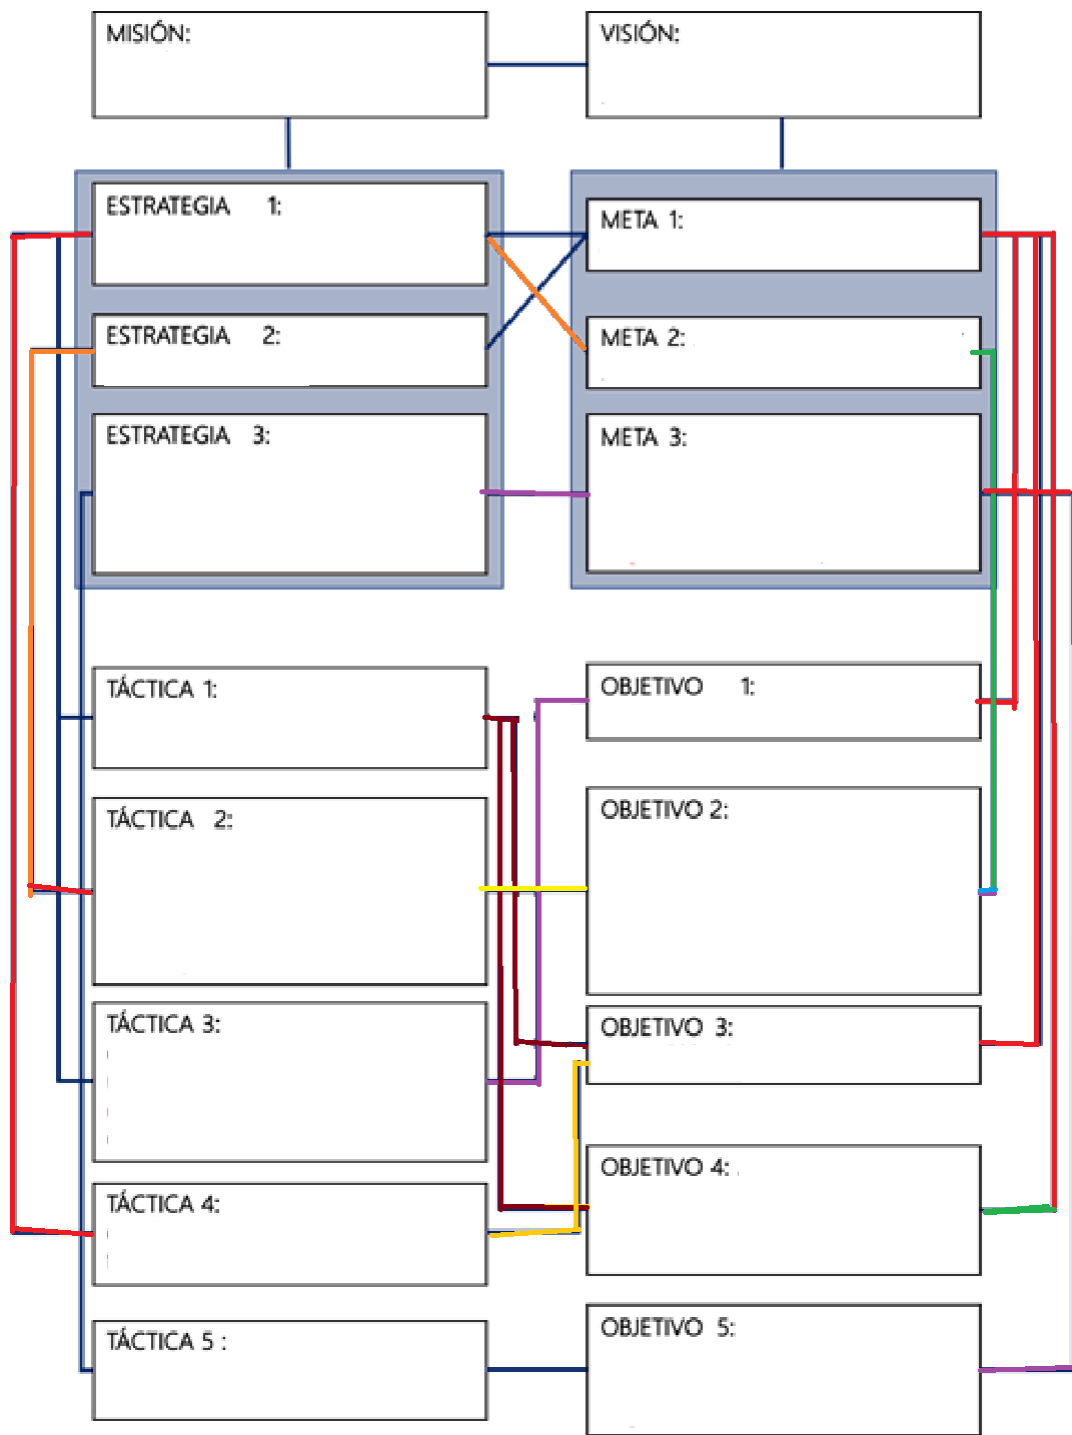 MISIÓN:
VISIÓN:
ESTRATEGIA 1:
META 1:
ESTRATEGIA 2:
META 2:
ESTRATEGIA 3:
META 3:
TÁCTICA 1:
OBJETIVO 1:
TÁCTICA 2:
OBJETIVO 2:
TÁCTICA 3:
OBJETIVO 3:
TÁCTICA 4:
OBJETIVO 4:
TÁCTICA 5 :
OBJETIVO 5: